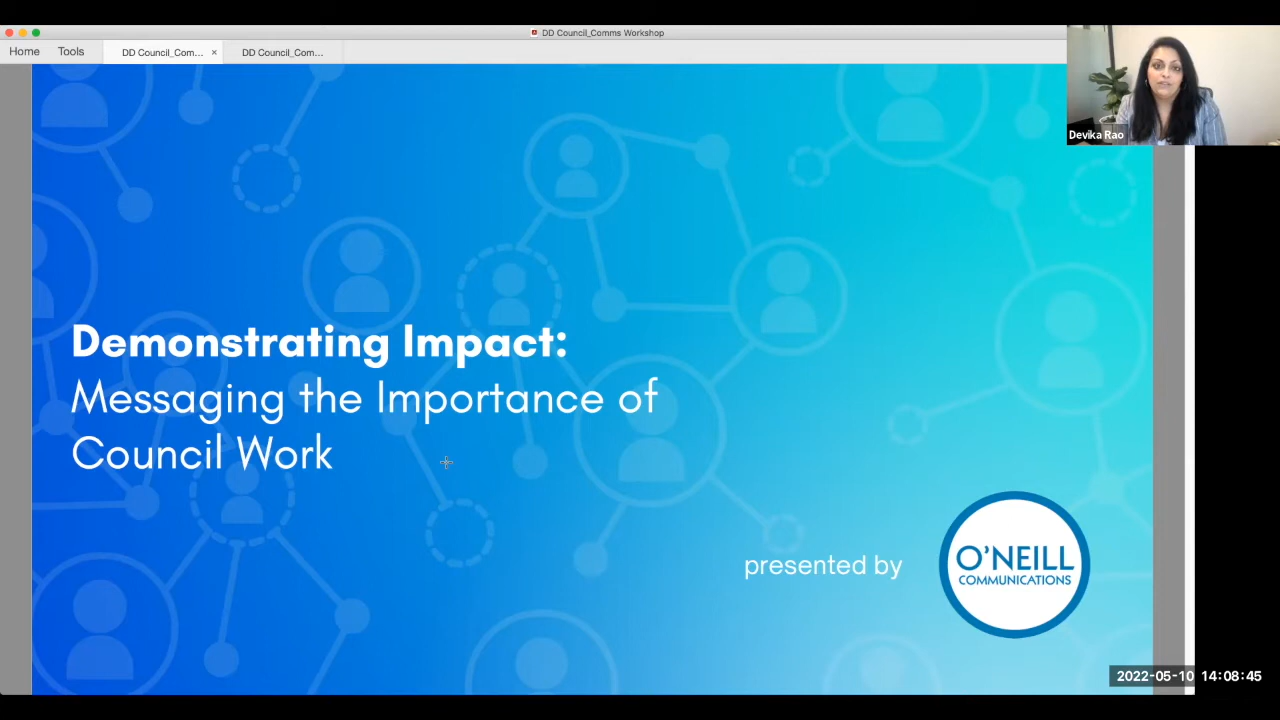 DD Council_Comms Workshop
Home Tools DD Council_Com... × DD Council_Com...
Devika Rao
Demonstrating Impact:
Messaging the Importance of
Council Work
presented by
O'NEILL
COMMUNICATIONS
2022-05-10 14:08:45